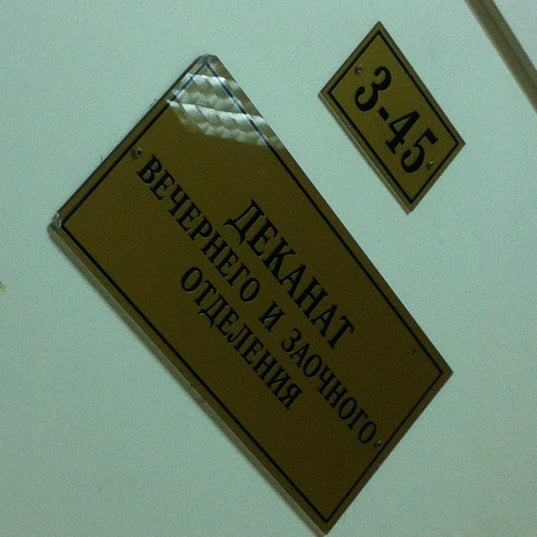 3-45
ДЕКАНАТ
ВЕЧЕРНЕГО И ЗАОЧНОГО
ОТДЕЛЕНИЯ